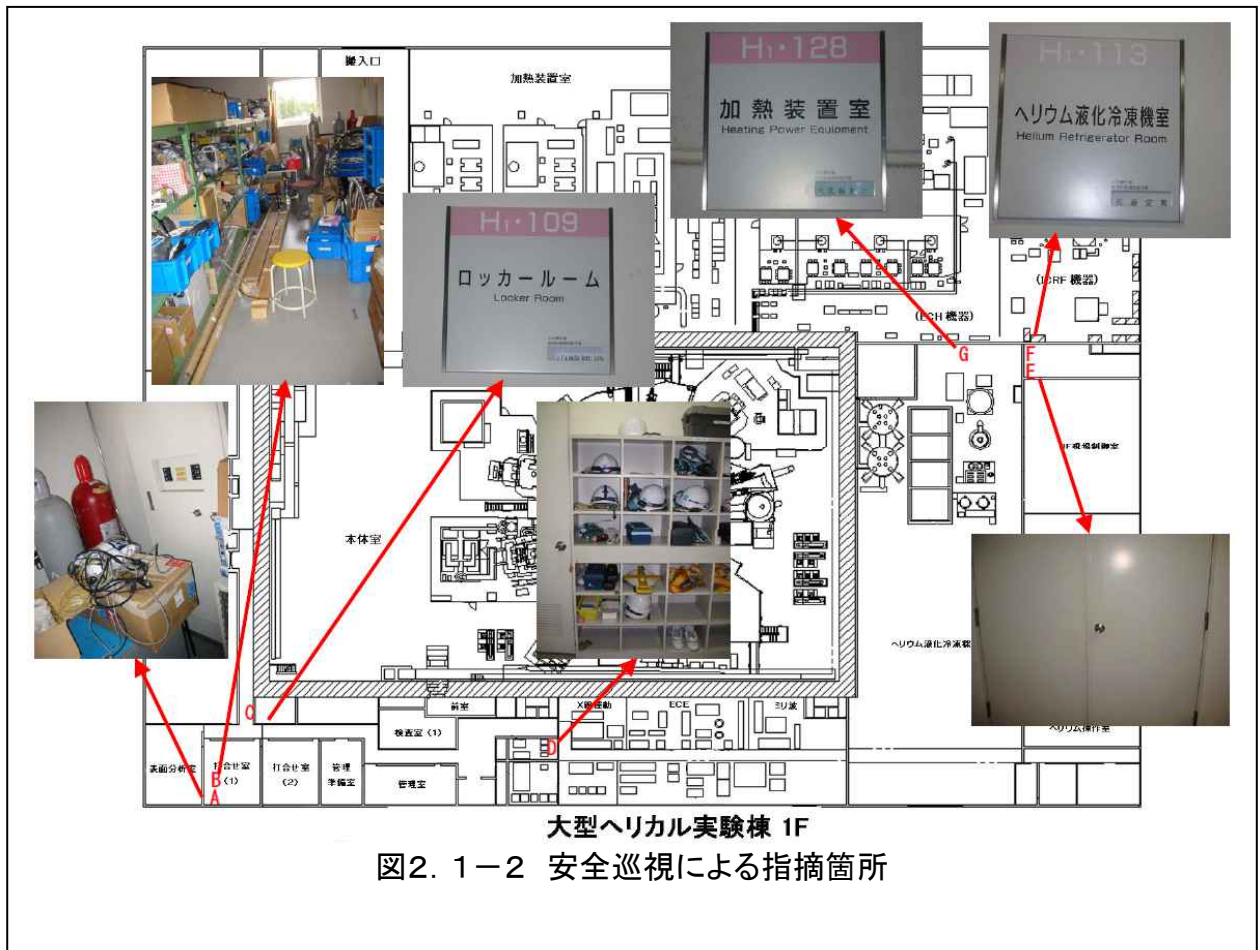 搬入口
加熱装置室
H1・128
加熱装置室
Heating Power Equipment
H1・113
ヘリウム液化冷凍機室
Helium Refrigerator Room
H1・109
ロッカールーム
Locker Room
(ECH 機器)
(ICRF 機器)
G
F
E
本体室
ヘリウム液化冷凍機
C
前室
X線運動
ECE
ミリ波
検査室 (1)
D
ヘリウム操作室
表面分析室
打合せ室
(1)
B
A
打合せ室
(2)
管理
準備室
管理室
大型ヘリカル実験棟 1F
図2.1-2 安全巡視による指摘箇所